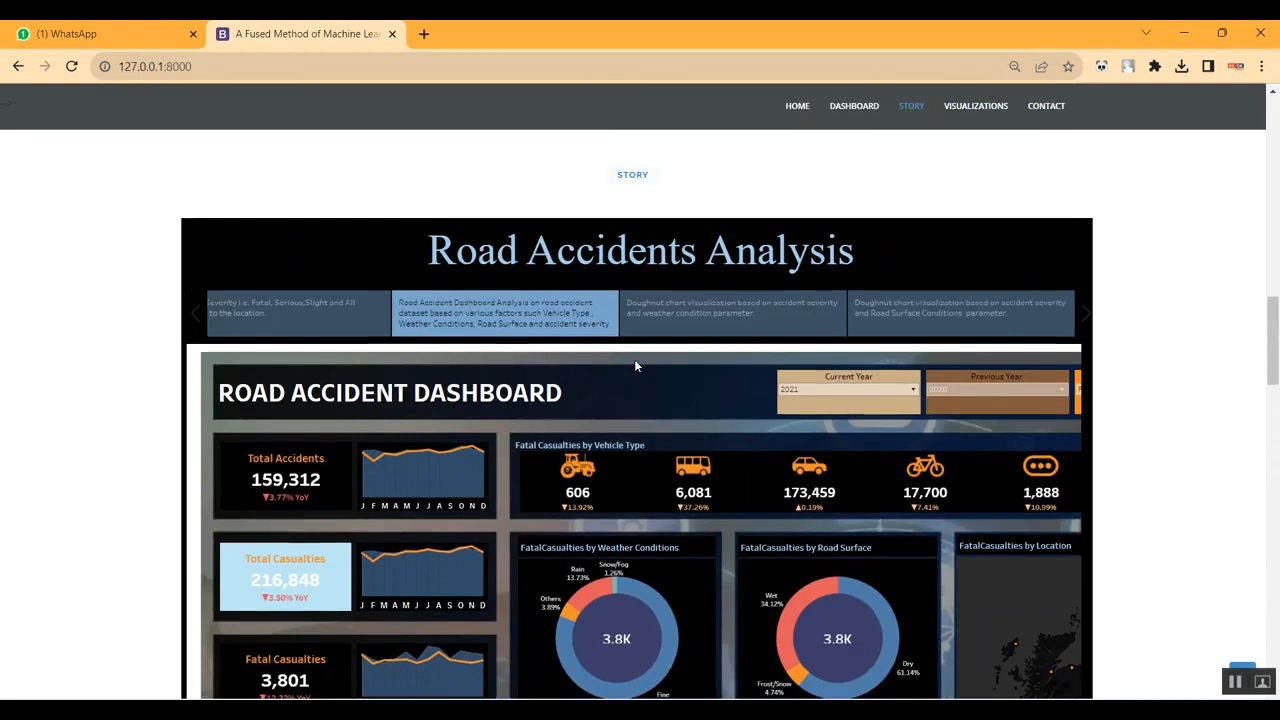 (1) WhatsApp
A Fused Method of Machine Lea
127.0.0.1:8000
-->
HOME DASHBOARD STORY VISUALIZATIONS CONTACT
STORY
Road Accidents Analysis
Severity i.e. Fatal, Serious,Slight and All
to the location.
Road Accident Dashboard Analysis on road accident
dataset based on various factors such Vehicle Type ,
Weather Conditions, Road Surface and accident severity
Doughnut chart visualization based on accident severity
and weather condition parameter.
Doughnut chart visualization based on accident severity
and Road Surface Conditions parameter.
ROAD ACCIDENT DASHBOARD
Current Year
2021
Previous Year
2020
Total Accidents
159,312
▼3.77% YoY
J F M A M J J A S O N D
Fatal Casualties by Vehicle Type
606
▼13.92%
6,081
▼37.26%
173,459
▲0.19%
17,700
▼7.41%
1,888
▼10.99%
Total Casualties
216,848
▼3.50% YoY
J F M A M J J A S O N D
FatalCasualties by Weather Conditions
Snow/Fog
1.26%
Rain
13.73%
Others
3.89%
3.8K
Fine
FatalCasualties by Road Surface
Wet
34.12%
3.8K
Dry
61.14%
Frost/Snow
4.74%
FatalCasualties by Location
Fatal Casualties
3,801